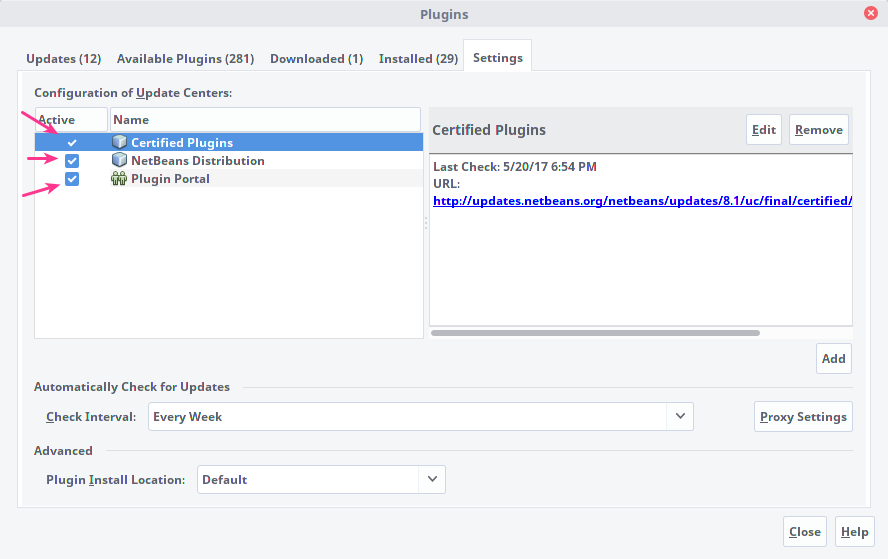 Plugins
Updates (12) Available Plugins (281) Downloaded (1) Installed (29) Settings
Configuration of Update Centers:
Active Name
Certified Plugins
NetBeans Distribution
Plugin Portal
Certified Plugins Edit Remove
Last Check: 5/20/17 6:54 PM
URL:
http://updates.netbeans.org/netbeans/updates/8.1/uc/final/certified/
Add
Automatically Check for Updates
Check Interval: Every Week Proxy Settings
Advanced
Plugin Install Location: Default
Close Help